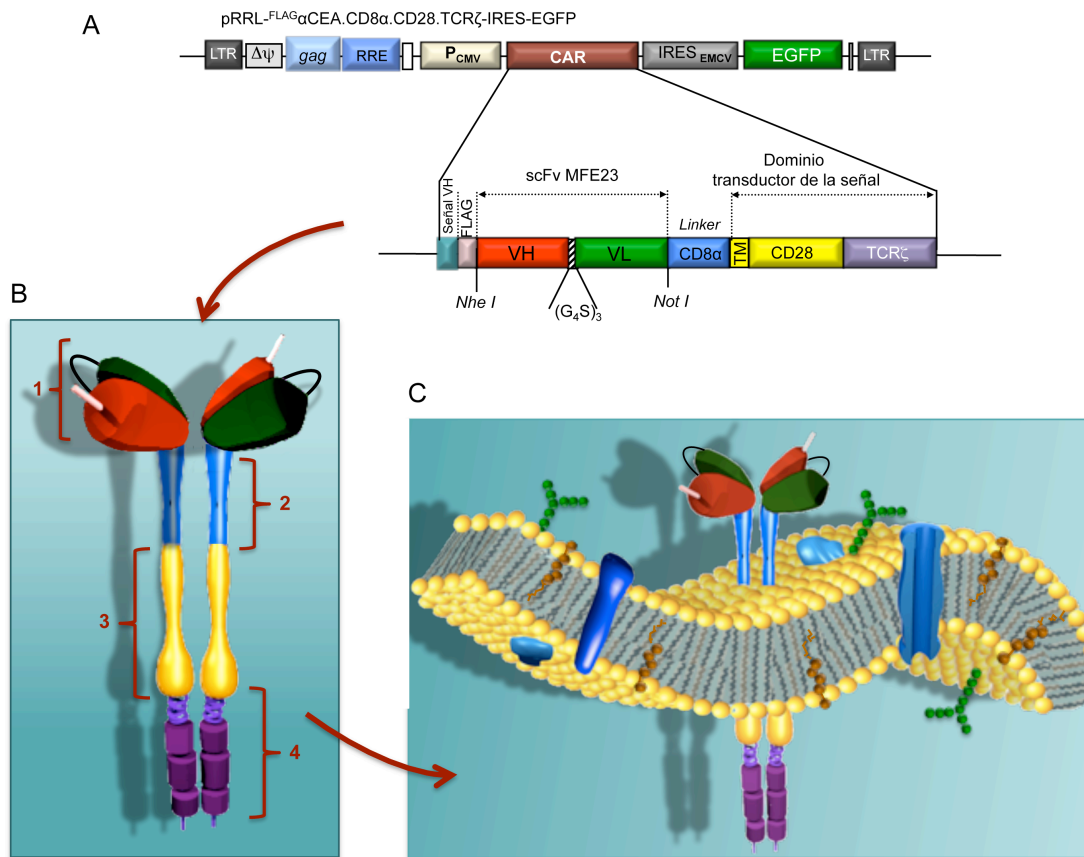 A
pRRL-FLAGαCEA.CD8α.CD28.TCRζ-IRES-EGFP
LTR Δψ gag RRE PCMV CAR IRES EMCV EGFP LTR
Dominio
transductor de la señal
scFv MFE23
Señal VH
FLAG
Linker
VH VL CD8α TM CD28 TCRζ
Nhe I Not I
(G4S)3
B
1
2
3
4
C